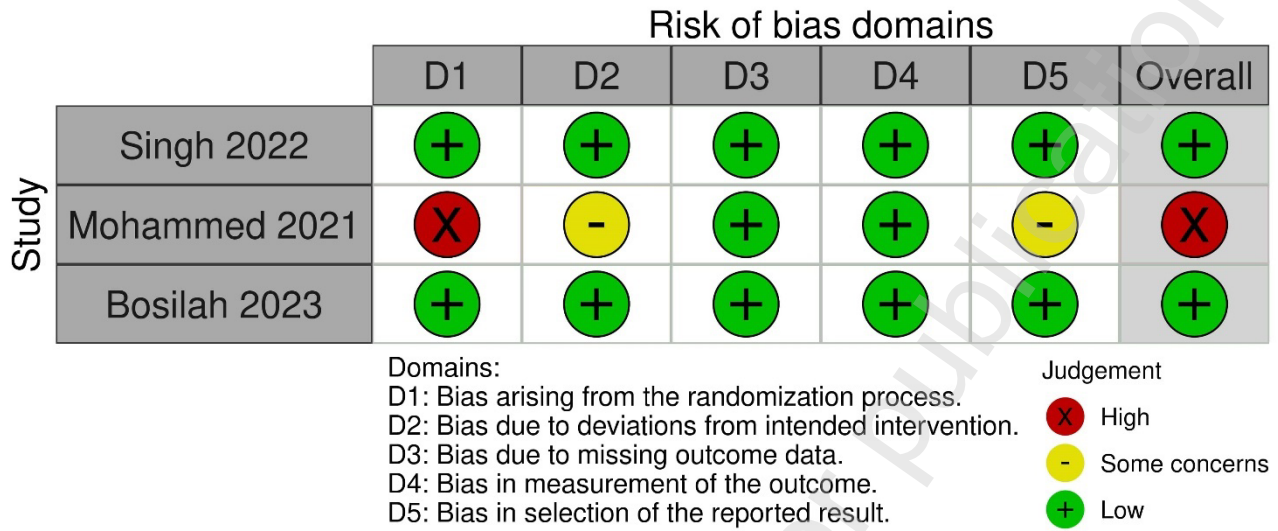 Risk of bias domains
D1 D2 D3 D4 D5 Overall
Study
Singh 2022 + + + + + +
Mohammed 2021 X - + + - X
Bosilah 2023 + + + + + +
Domains:
D1: Bias arising from the randomization process.
D2: Bias due to deviations from intended intervention.
D3: Bias due to missing outcome data.
D4: Bias in measurement of the outcome.
D5: Bias in selection of the reported result.
Judgement
X High
- Some concerns
+ Low
r publication